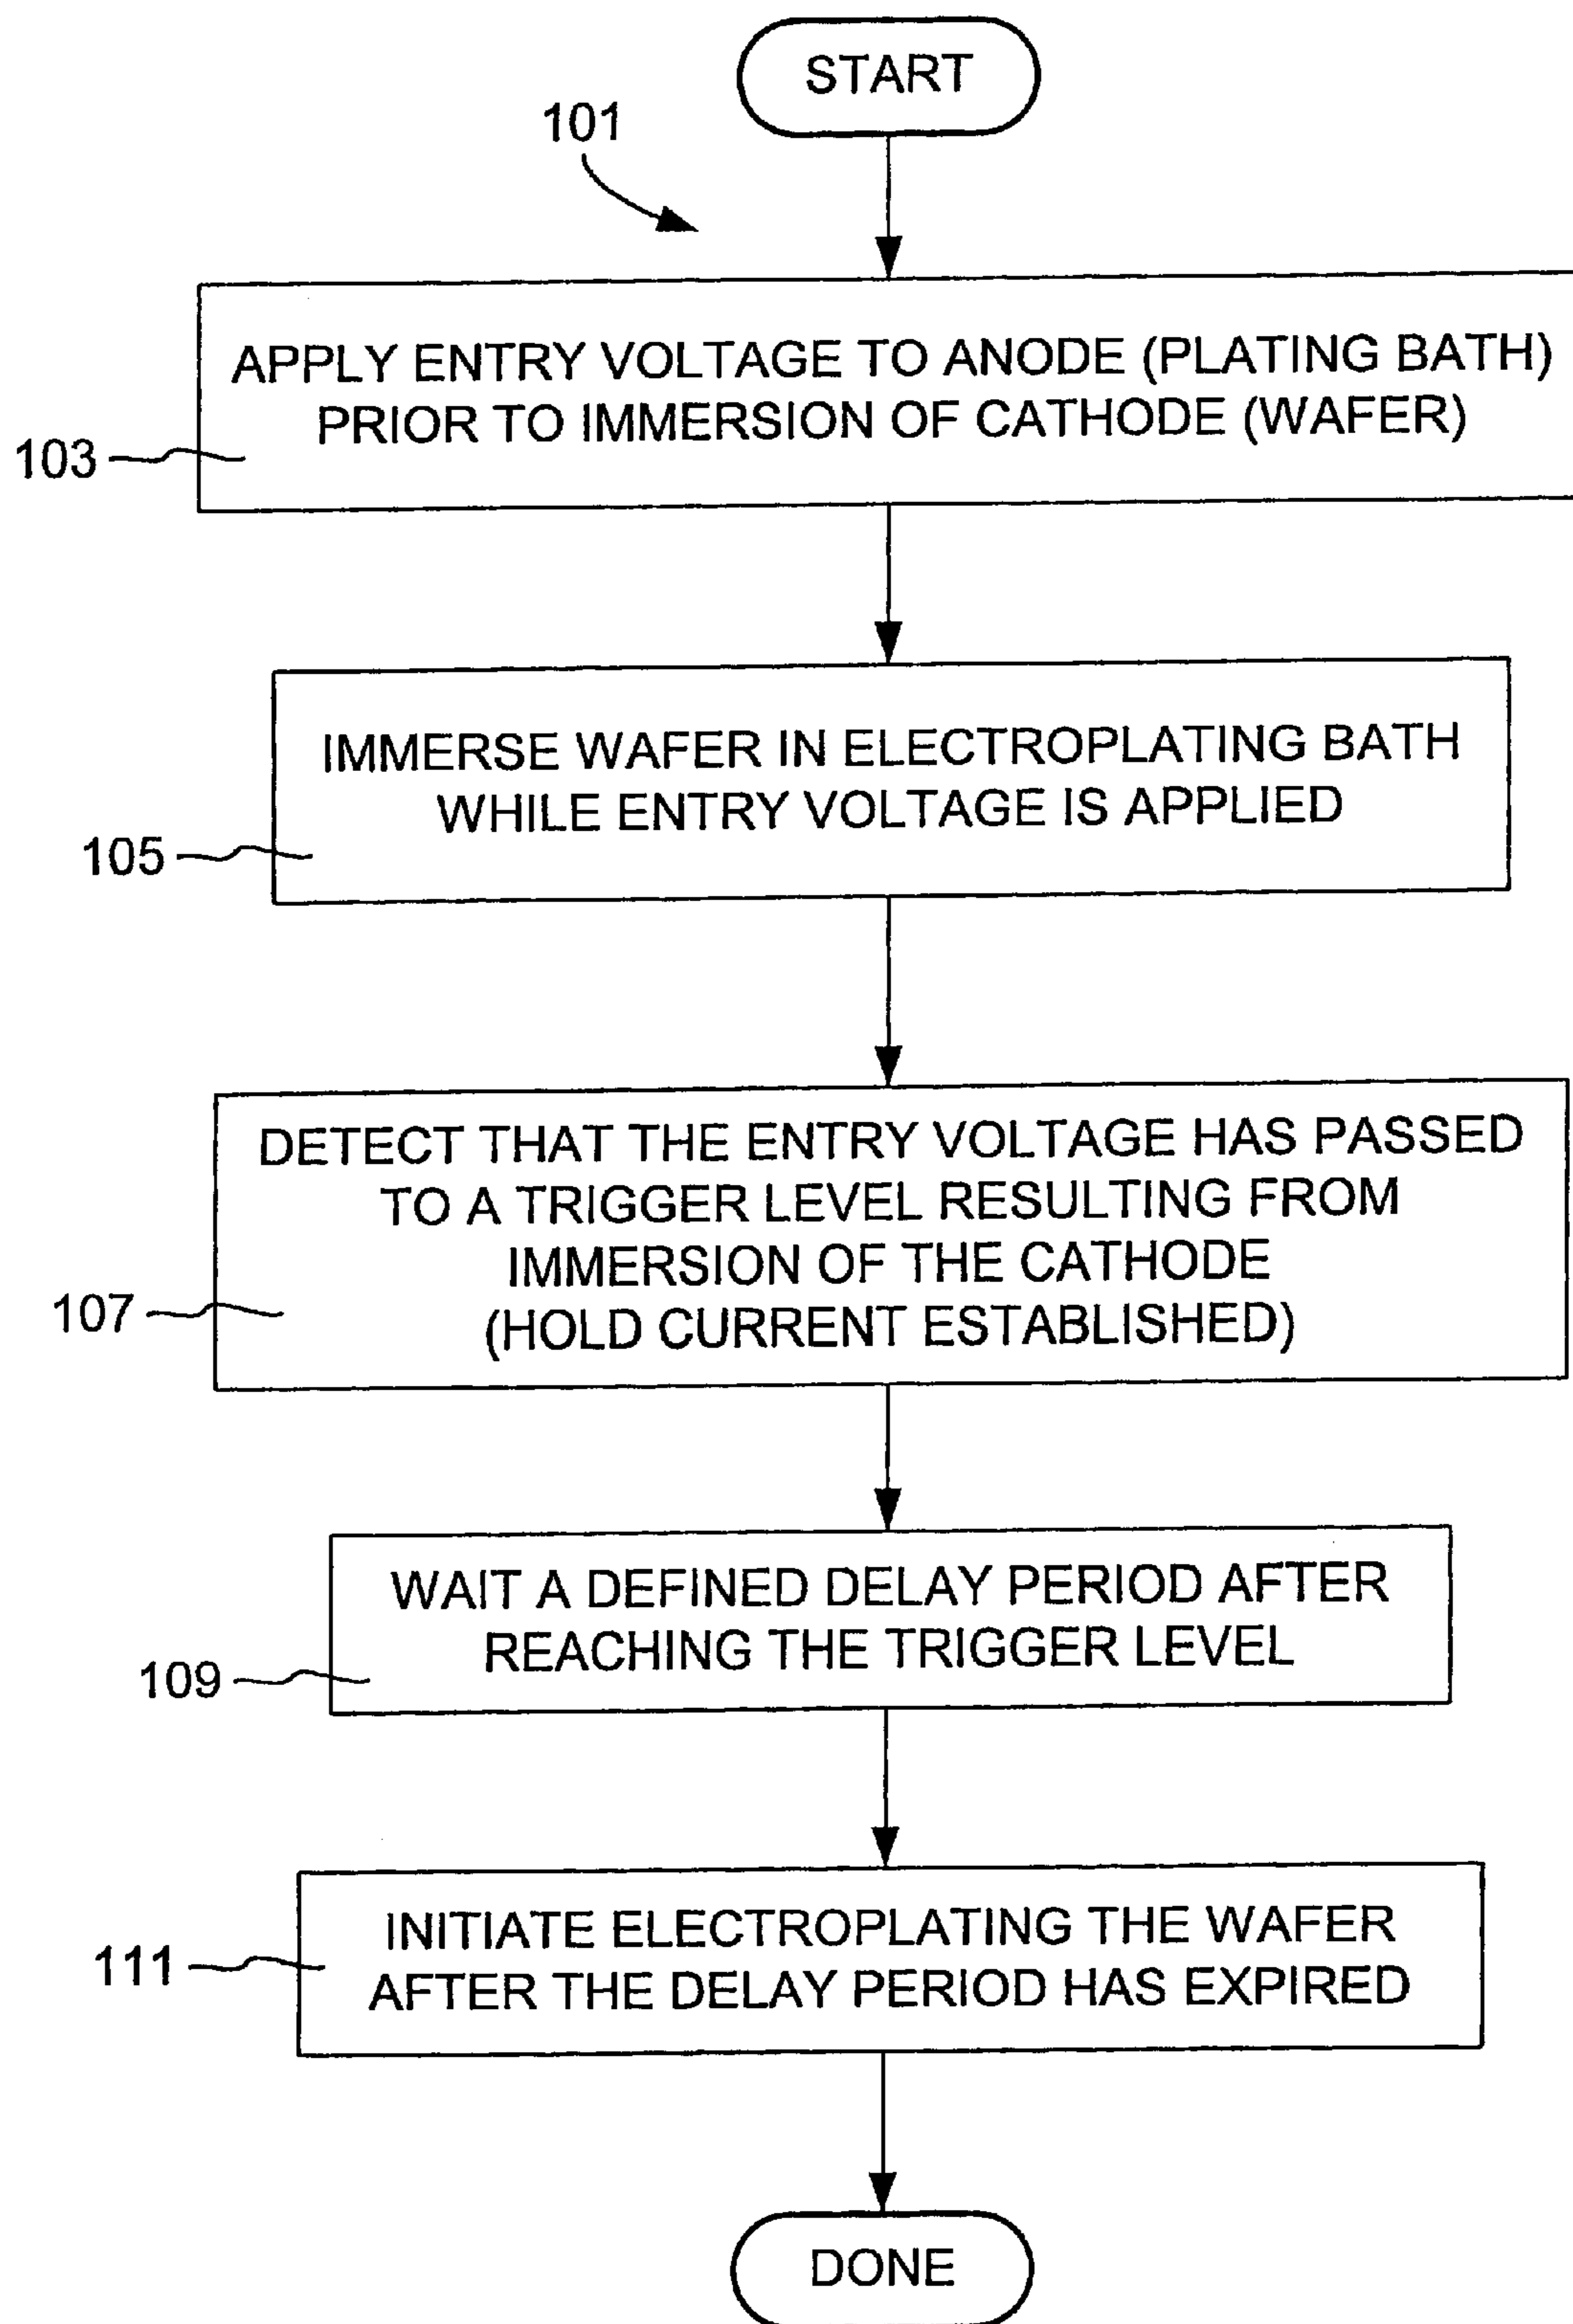 START
101
APPLY ENTRY VOLTAGE TO ANODE (PLATING BATH)
PRIOR TO IMMERSION OF CATHODE (WAFER)
103
IMMERSE WAFER IN ELECTROPLATING BATH
WHILE ENTRY VOLTAGE IS APPLIED
105
DETECT THAT THE ENTRY VOLTAGE HAS PASSED
TO A TRIGGER LEVEL RESULTING FROM
IMMERSION OF THE CATHODE
(HOLD CURRENT ESTABLISHED)
107
WAIT A DEFINED DELAY PERIOD AFTER
REACHING THE TRIGGER LEVEL
109
INITIATE ELECTROPLATING THE WAFER
AFTER THE DELAY PERIOD HAS EXPIRED
111
DONE